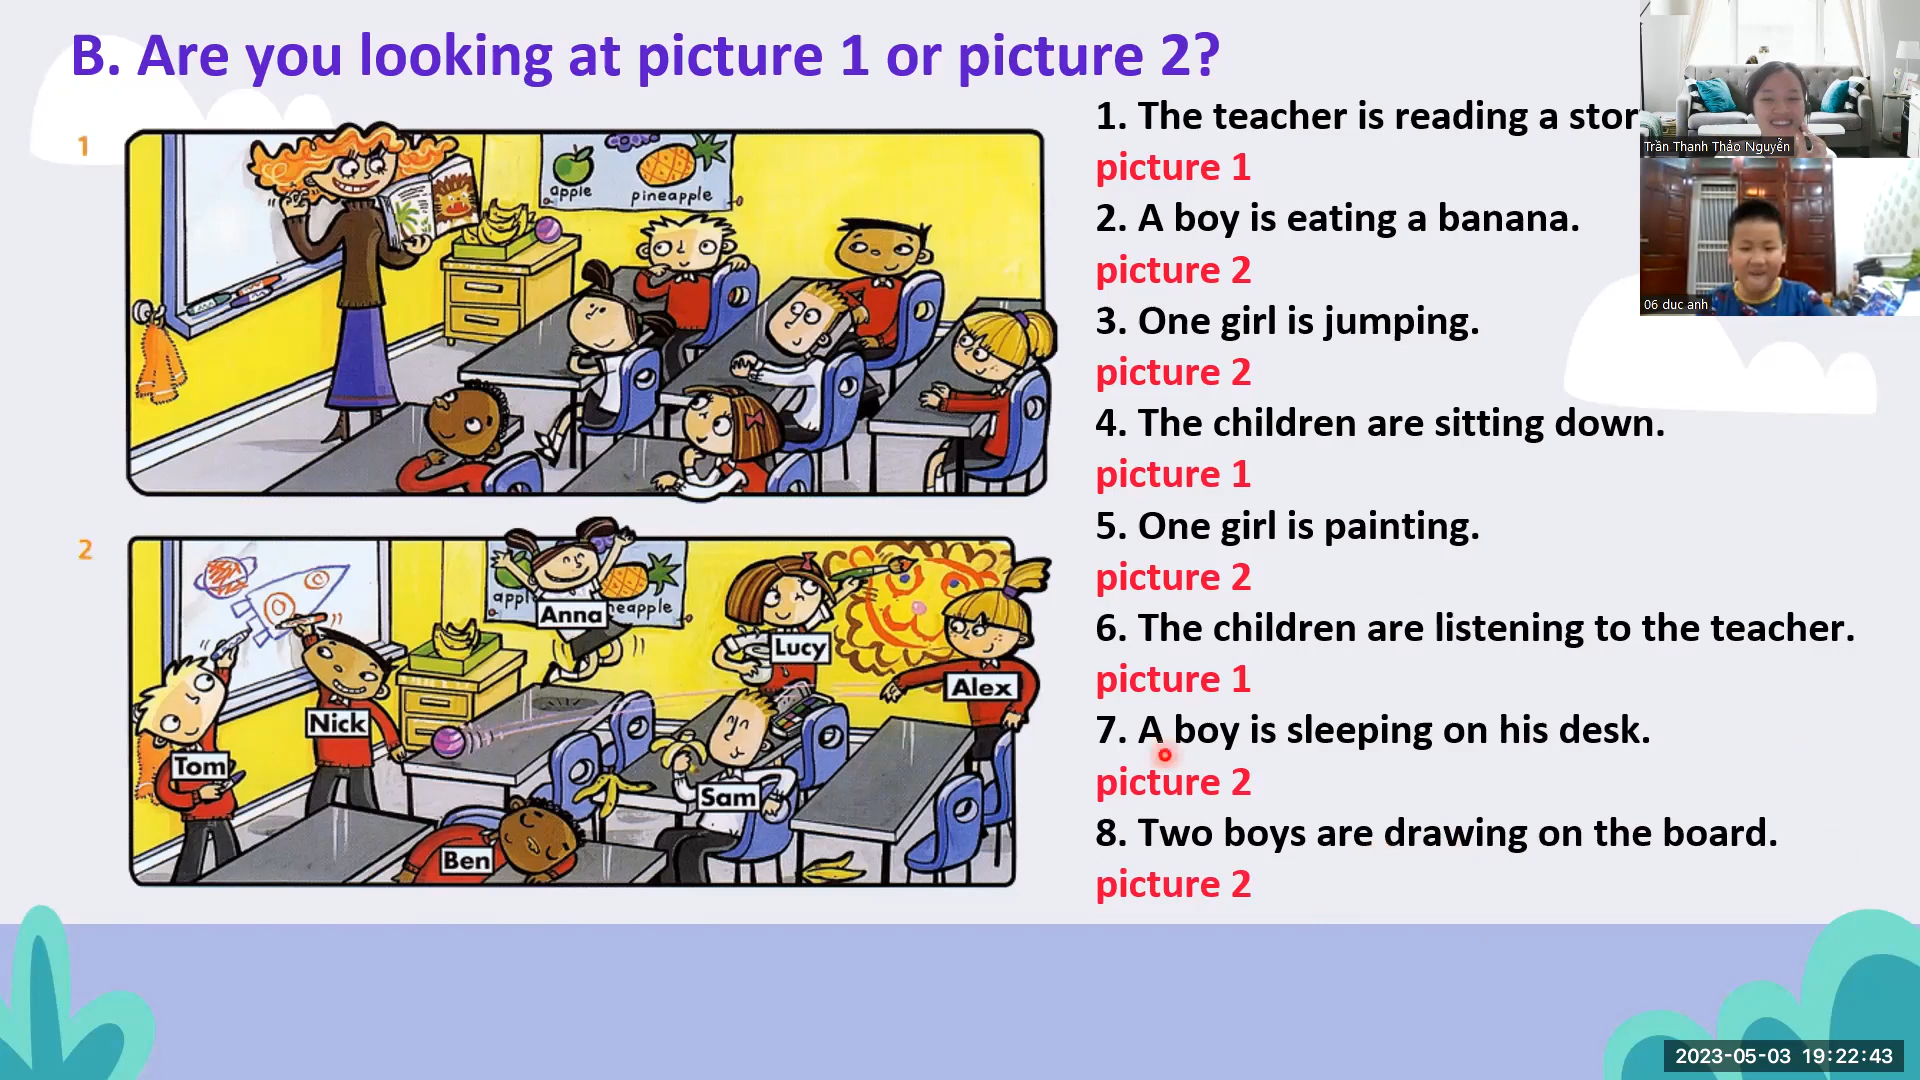 B. Are you looking at picture 1 or picture 2?
1
apple
pineapple
2
appl
neapple
Anna
Lucy
Alex
Nick
Tom
Sam
Ben
1. The teacher is reading a stor
picture 1
2. A boy is eating a banana.
picture 2
3. One girl is jumping.
picture 2
4. The children are sitting down.
picture 1
5. One girl is painting.
picture 2
6. The children are listening to the teacher.
picture 1
7. A boy is sleeping on his desk.
picture 2
8. Two boys are drawing on the board.
picture 2
Trần Thanh Thảo Nguyễn
06 duc anh
2023-05-03 19:22:43